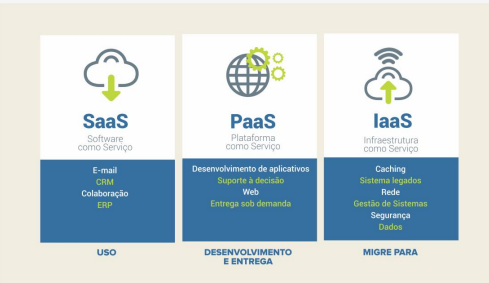 SaaS
Software
como Serviço
E-mail
CRM
Colaboração
ERP
USO
PaaS
Plataforma
como Serviço
Desenvolvimento de aplicativos
Suporte à decisão
Web
Entrega sob demanda
DESENVOLVIMENTO
E ENTREGA
IaaS
Infraestrutura
como Serviço
Caching
Sistema legados
Rede
Gestão de Sistemas
Segurança
Dados
MIGRE PARA